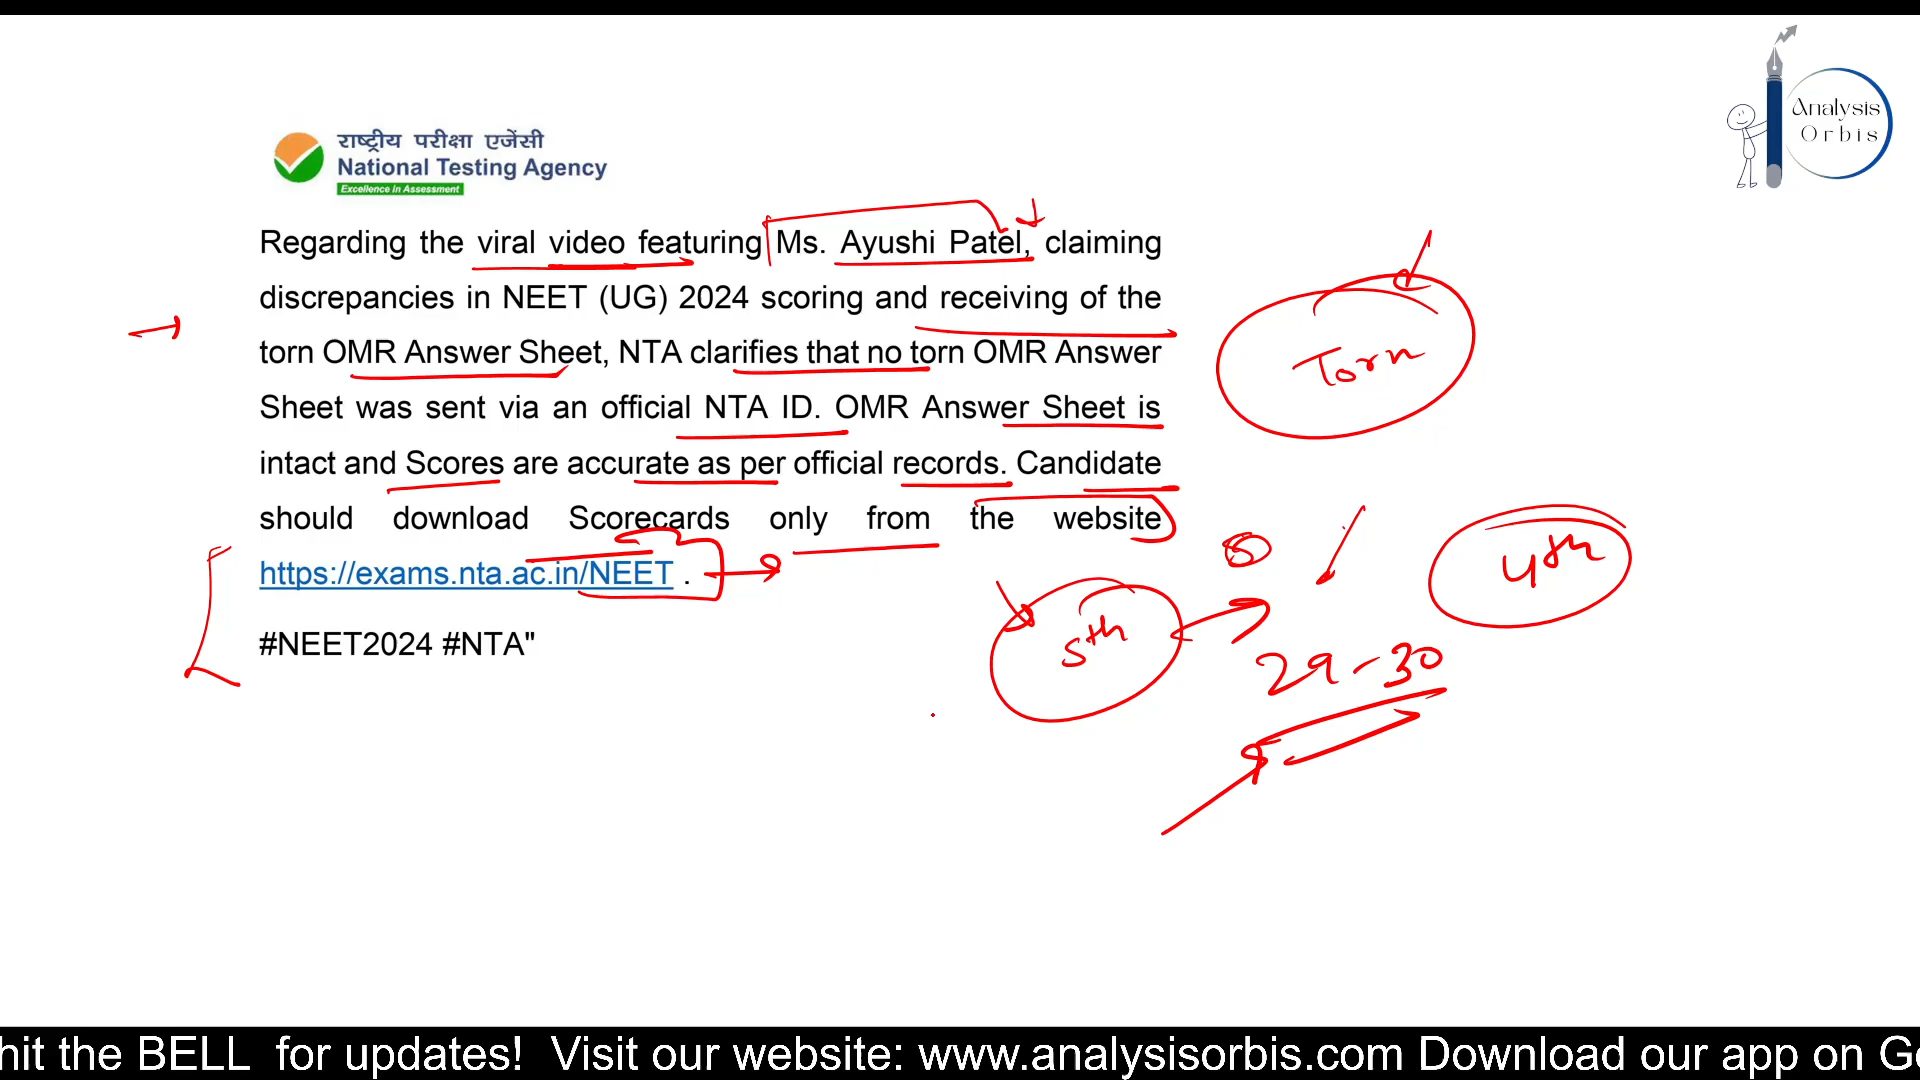 Analysis
Orbis
राष्ट्रीय परीक्षा एजेंसी
National Testing Agency
Excellence in Assessment
Regarding the viral video featuring Ms. Ayushi Patel, claiming
discrepancies in NEET (UG) 2024 scoring and receiving of the
torn OMR Answer Sheet, NTA clarifies that no torn OMR Answer
Sheet was sent via an official NTA ID. OMR Answer Sheet is
intact and Scores are accurate as per official records. Candidate
should download Scorecards only from the website
https://exams.nta.ac.in/NEET .
#NEET2024 #NTA"
Torn
4th
5th
29-30
hit the BELL for updates! Visit our website: www.analysisorbis.com Download our app on Go